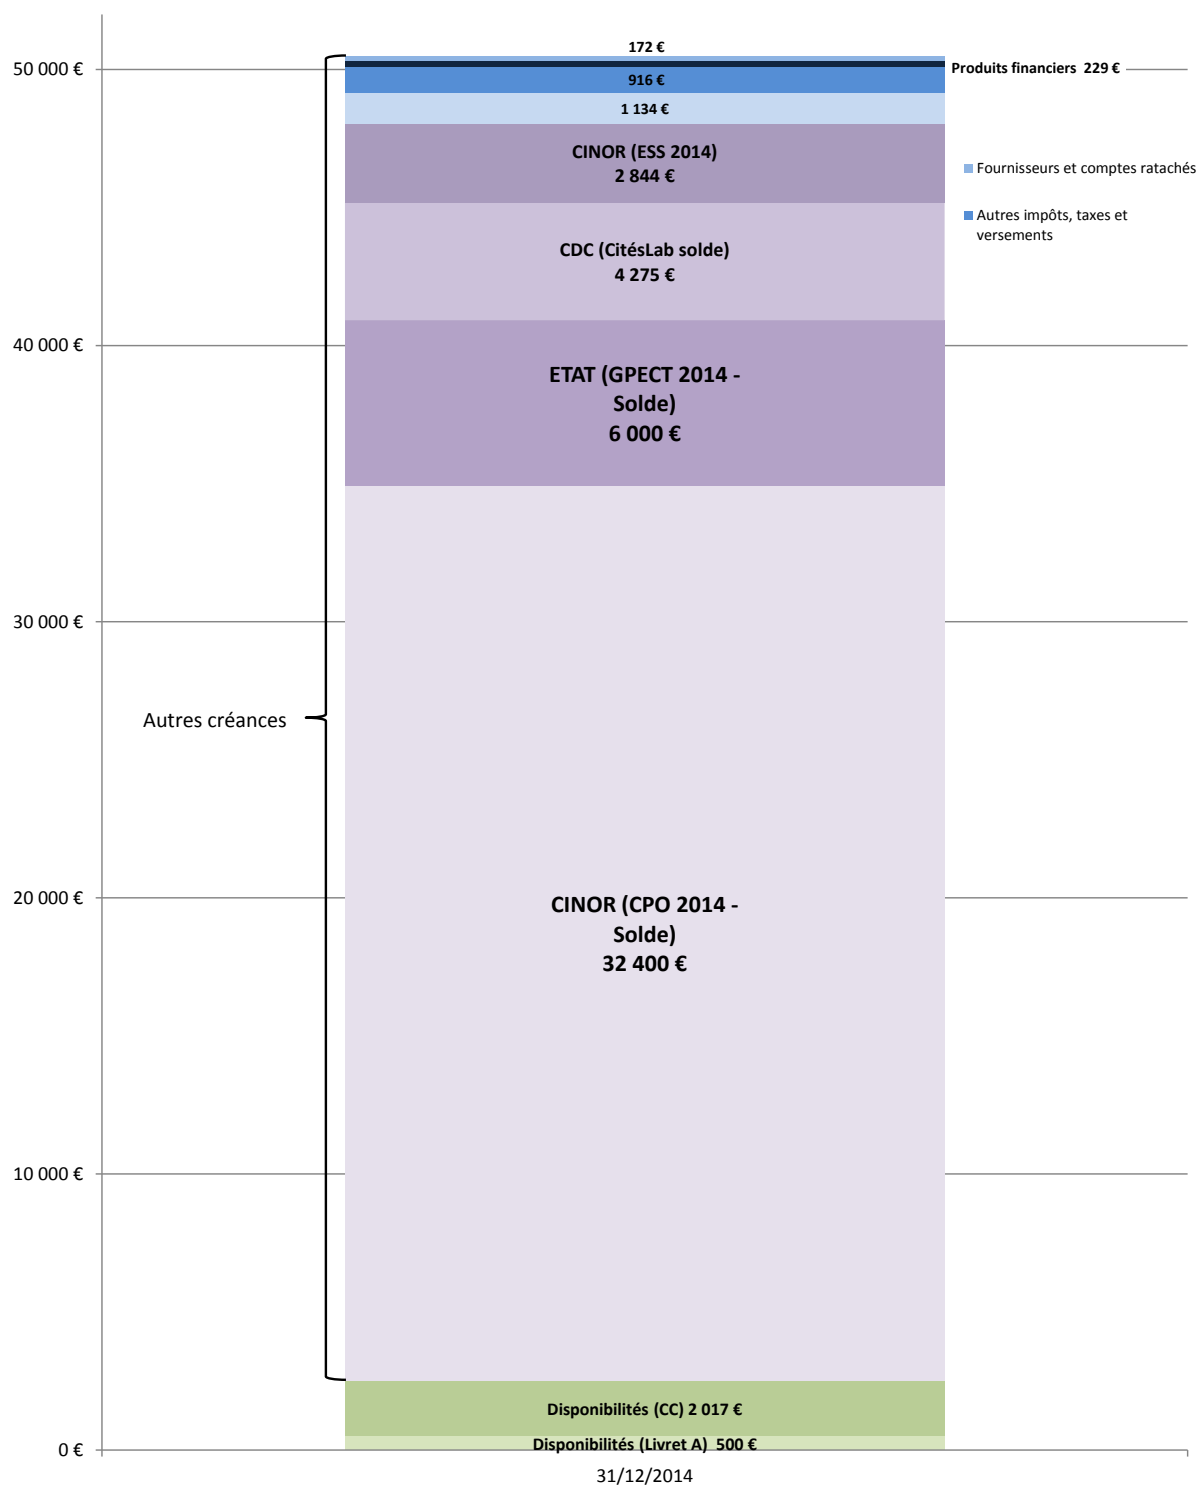 172 €
50 000 €
Produits financiers  229 €
916 €
1 134 €
CINOR (ESS 2014)
2 844 €
Fournisseurs et comptes ratachés
Autres impôts, taxes et
versements
CDC (CitésLab solde)
4 275 €
40 000 €
ETAT (GPECT 2014 -
Solde)
6 000 €
30 000 €
Autres créances
20 000 €
CINOR (CPO 2014 -
Solde)
32 400 €
10 000 €
Disponibilités (CC) 2 017 €
0 €
Disponibilités (Livret A)  500 €
31/12/2014